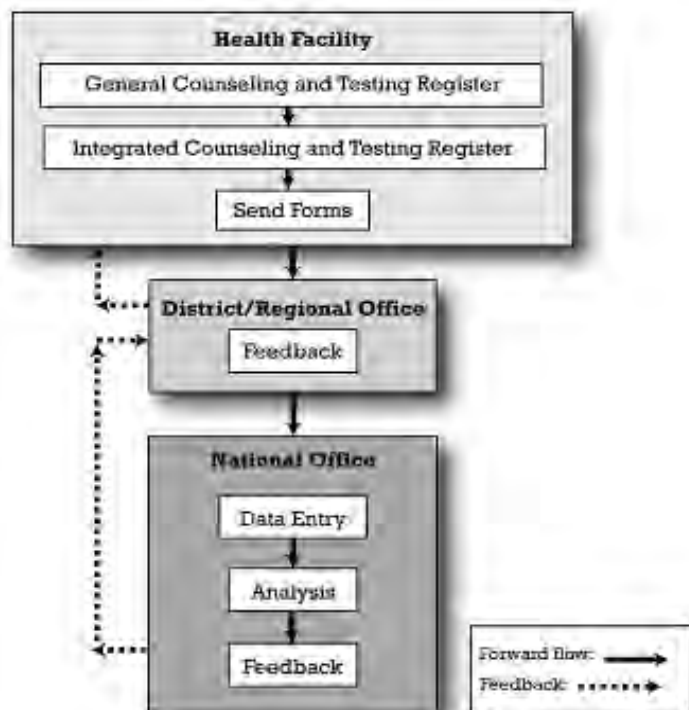 Health Facility
General Counseling and Testing Register
Integrated Counseling and Testing Register
Send Forms
District/Regional Office
Feedback
National Office
Data Entry
Analysis
Feedback
Forward flow:
Feedback: